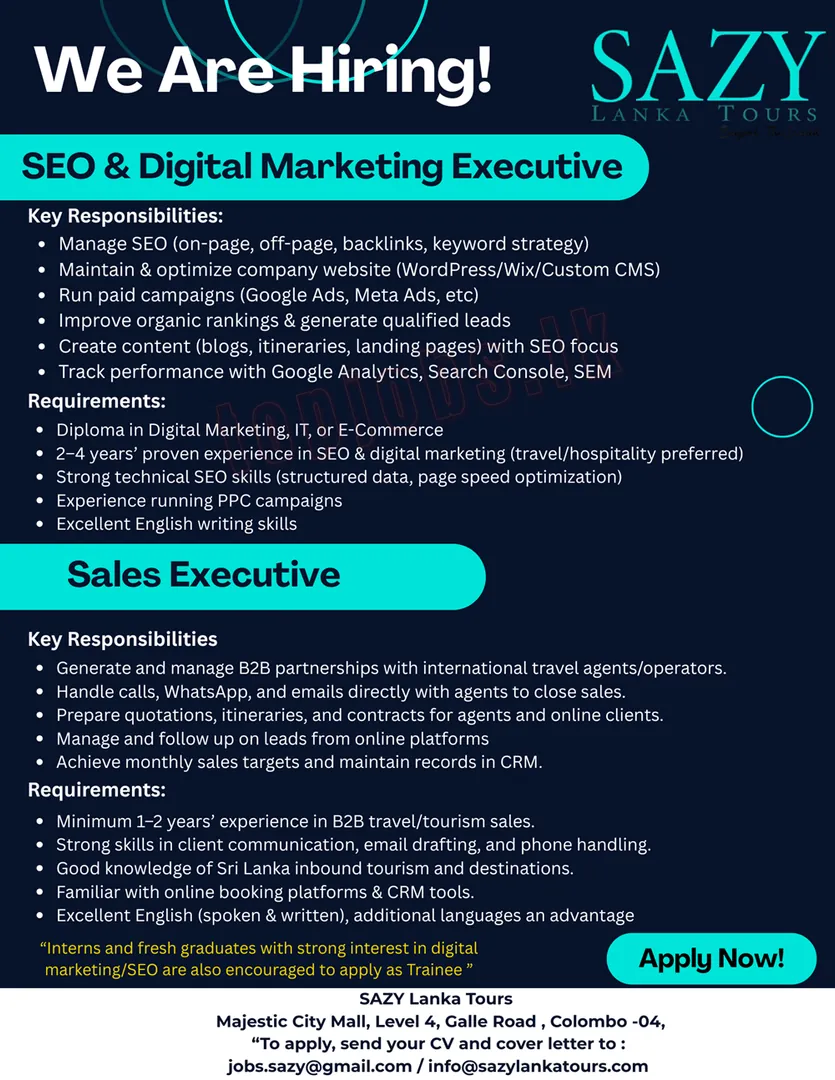 We Are Hiring!
SAZY
LANKA TOURS
SEO & Digital Marketing Executive
Key Responsibilities:
• Manage SEO (on-page, off-page, backlinks, keyword strategy)
• Maintain & optimize company website (WordPress/Wix/Custom CMS)
• Run paid campaigns (Google Ads, Meta Ads, etc)
• Improve organic rankings & generate qualified leads
• Create content (blogs, itineraries, landing pages) with SEO focus
• Track performance with Google Analytics, Search Console, SEM
topjobs.lk
Requirements:
• Diploma in Digital Marketing, IT, or E-Commerce
• 2–4 years’ proven experience in SEO & digital marketing (travel/hospitality preferred)
• Strong technical SEO skills (structured data, page speed optimization)
• Experience running PPC campaigns
• Excellent English writing skills
Sales Executive
Key Responsibilities
• Generate and manage B2B partnerships with international travel agents/operators.
• Handle calls, WhatsApp, and emails directly with agents to close sales.
• Prepare quotations, itineraries, and contracts for agents and online clients.
• Manage and follow up on leads from online platforms
• Achieve monthly sales targets and maintain records in CRM.
Requirements:
• Minimum 1–2 years’ experience in B2B travel/tourism sales.
• Strong skills in client communication, email drafting, and phone handling.
• Good knowledge of Sri Lanka inbound tourism and destinations.
• Familiar with online booking platforms & CRM tools.
• Excellent English (spoken & written), additional languages an advantage
“Interns and fresh graduates with strong interest in digital
marketing/SEO are also encouraged to apply as Trainee ”
Apply Now!
SAZY Lanka Tours
Majestic City Mall, Level 4, Galle Road , Colombo -04,
“To apply, send your CV and cover letter to :
jobs.sazy@gmail.com / info@sazylankatours.com